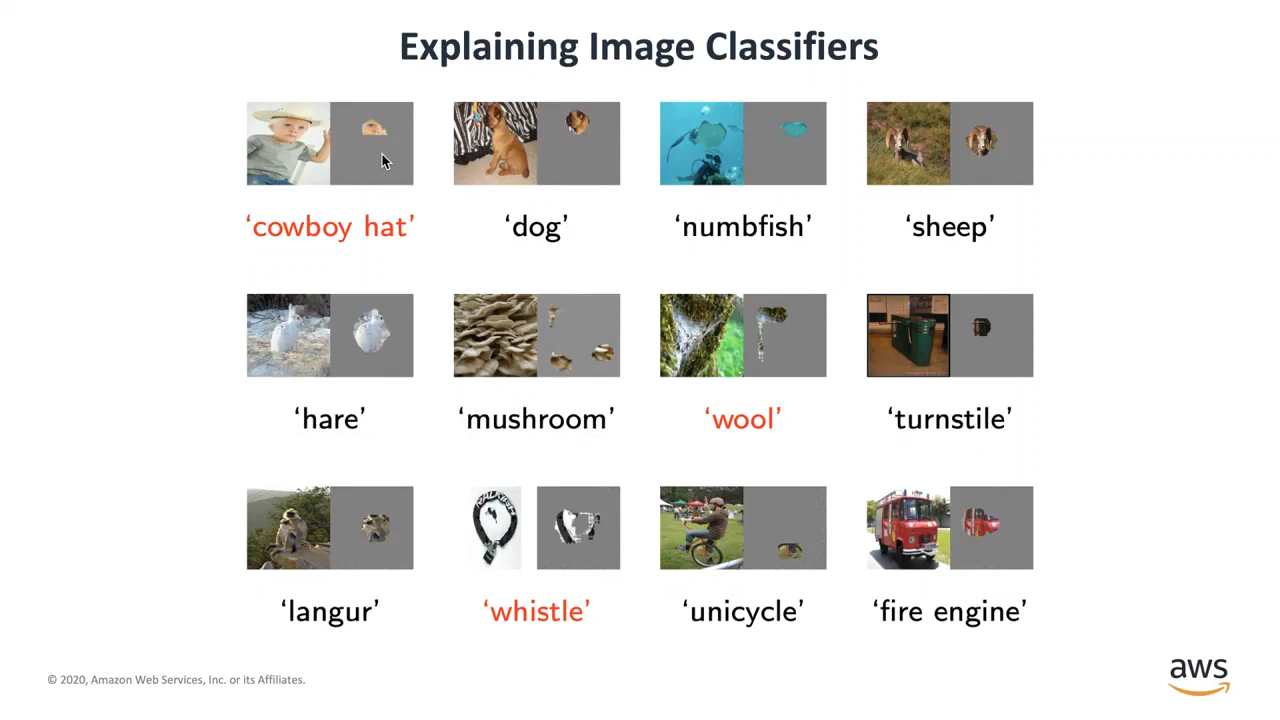 Explaining Image Classifiers
‘cowboy hat’ ‘dog’ ‘numbfish’ ‘sheep’
‘hare’ ‘mushroom’ ‘wool’ ‘turnstile’
‘langur’ ‘whistle’ ‘unicycle’ ‘fire engine’
© 2020, Amazon Web Services, Inc. or its Affiliates.
aws